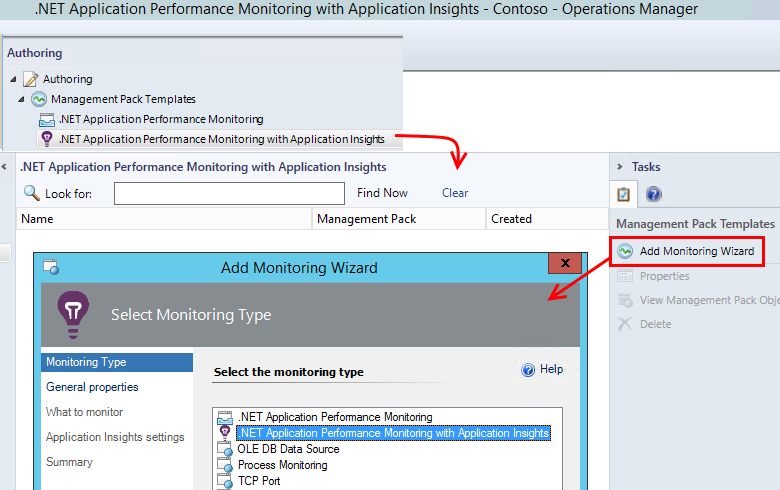 .NET Application Performance Monitoring with Application Insights - Contoso - Operations Manager
Authoring
Authoring
Management Pack Templates
.NET Application Performance Monitoring
.NET Application Performance Monitoring with Application Insights
.NET Application Performance Monitoring with Application Insights
Look for:
Find Now
Clear
Name
Management Pack
Created
Tasks
Management Pack Templates
Add Monitoring Wizard
Properties
View Management Pack Obje
Delete
Add Monitoring Wizard
x
Select Monitoring Type
Monitoring Type
General properties
What to monitor
Application Insights settings
Summary
Select the monitoring type
Help
.NET Application Performance Monitoring
.NET Application Performance Monitoring with Application Insights
OLE DB Data Source
Process Monitoring
TCP Port